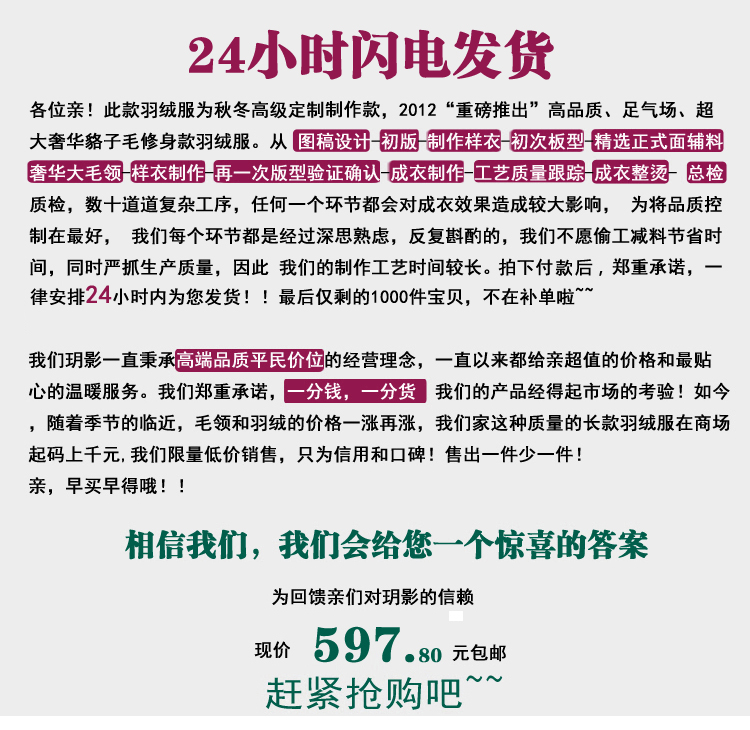 24小时闪电发货
各位亲！此款羽绒服为秋冬高级定制制作款，2012“重磅推出”高品质、足气场、超
大奢华貉子毛修身款羽绒服。从 图稿设计-初版-制作样衣-初次板型-精选正式面辅料
奢华大毛领-样衣制作-再一次版型验证确认-成衣制作-工艺质量跟踪-成衣整烫- 总检
质检，数十道道复杂工序，任何一个环节都会对成衣效果造成较大影响， 为将品质控
制在最好， 我们每个环节都是经过深思熟虑，反复斟酌的，我们不愿偷工减料节省时
间，同时严抓生产质量，因此 我们的制作工艺时间较长。拍下付款后，郑重承诺，一
律安排24小时内为您发货！！最后仅剩的1000件宝贝，不在补单啦~~
我们玥影一直秉承高端品质平民价位的经营理念，一直以来都给亲超值的价格和最贴
心的温暖服务。我们郑重承诺，一分钱，一分货 我们的产品经得起市场的考验！如今
，随着季节的临近，毛领和羽绒的价格一涨再涨，我们家这种质量的长款羽绒服在商场
起码上千元,我们限量低价销售，只为信用和口碑！售出一件少一件！
亲，早买早得哦！！
相信我们，我们会给您一个惊喜的答案
为回馈亲们对玥影的信赖
现价 597.80 元包邮
赶紧抢购吧~~